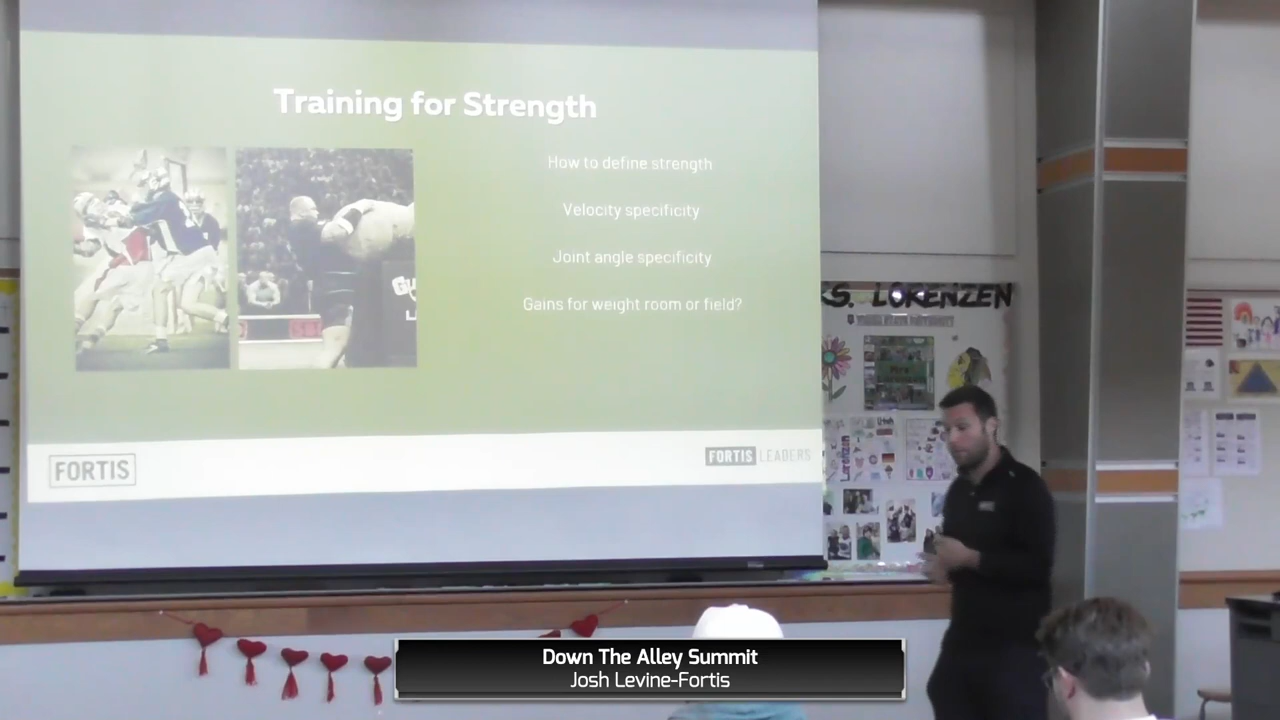 Training for Strength
How to define strength
Velocity specificity
Joint angle specificity
Gains for weight room or field?
FORTIS
FORTIS LEADERS
S. LORENZEN
Lorenzen
Down The Alley Summit
Josh Levine-Fortis